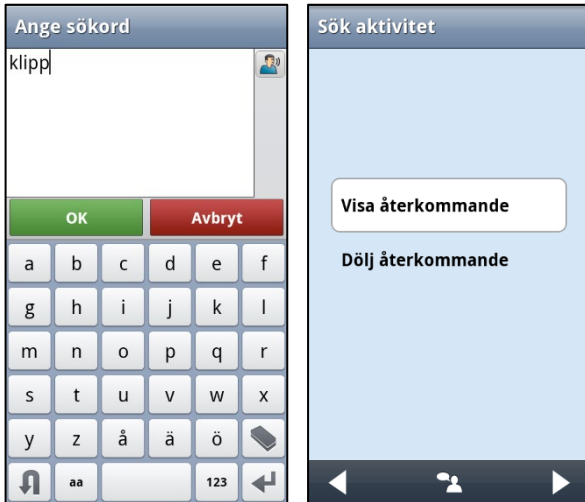 Ange sökord
klipp
OK Avbryt
a b c d e f
g h i j k l
m n o p q r
s t u v w x
y z å ä ö
aa 123
Sök aktivitet
Visa återkommande
Dölj återkommande